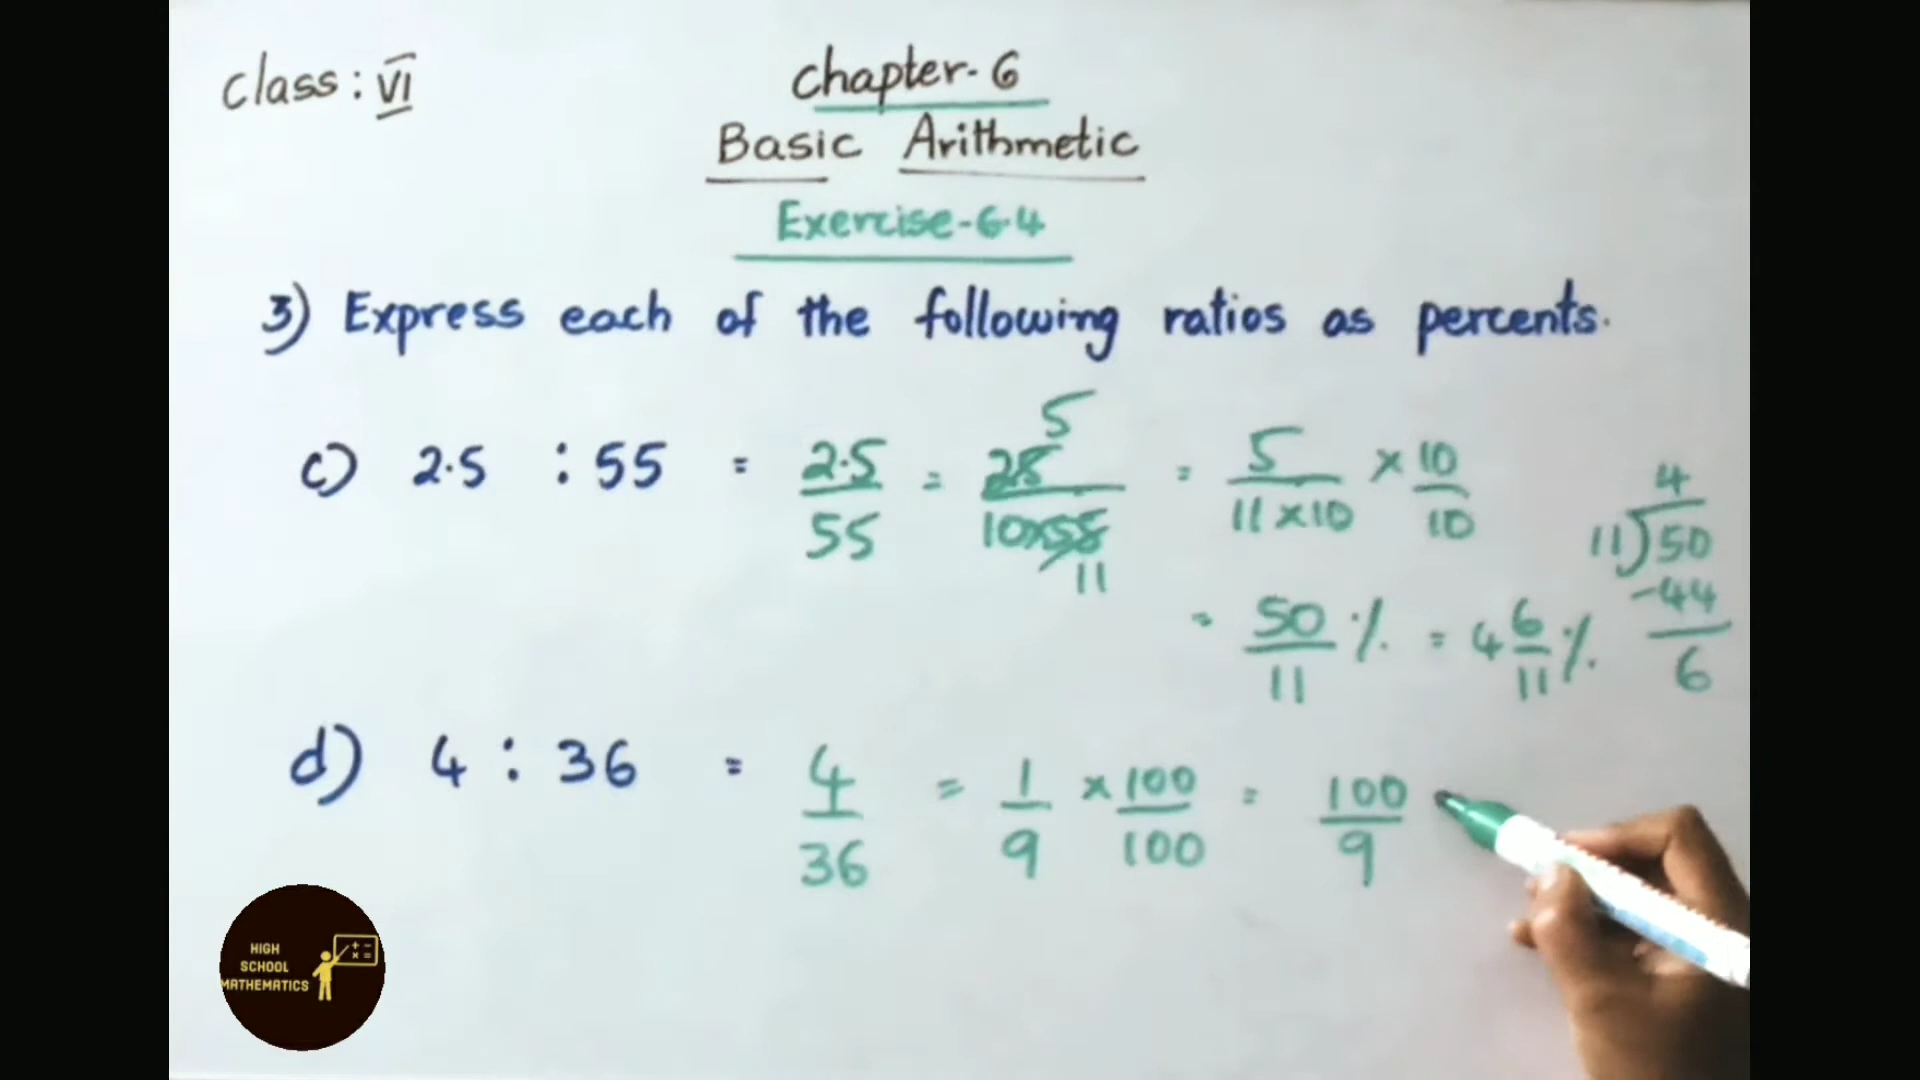 Class : VI
Chapter-6
Basic Arithmetic
Exercise-6.4
3) Express each of the following ratios as percents.
c) 2.5 : 55 = 2.5/55 = 25/10×55 5 11 = 5/11×10 × 10/10
= 50/11 % = 4 6/11 %
4
11)50
-44
6
d) 4 : 36 = 4/36 = 1/9 × 100/100 = 100/9
HIGH
SCHOOL
MATHEMATICS